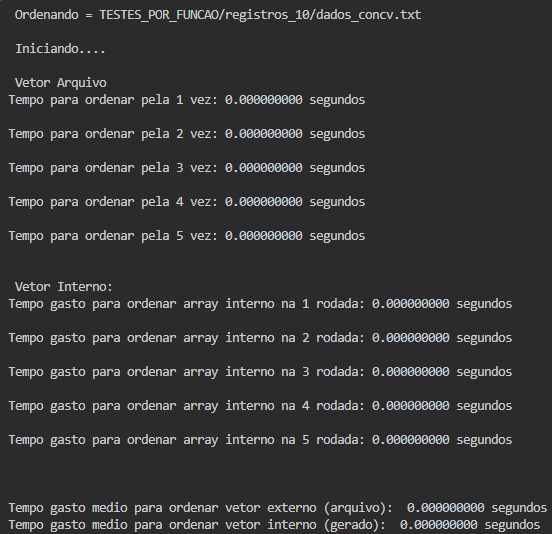 Ordenando = TESTES_POR_FUNCAO/registros_10/dados_concv.txt
Iniciando....
Vetor Arquivo
Tempo para ordenar pela 1 vez: 0.000000000 segundos
Tempo para ordenar pela 2 vez: 0.000000000 segundos
Tempo para ordenar pela 3 vez: 0.000000000 segundos
Tempo para ordenar pela 4 vez: 0.000000000 segundos
Tempo para ordenar pela 5 vez: 0.000000000 segundos
Vetor Interno:
Tempo gasto para ordenar array interno na 1 rodada: 0.000000000 segundos
Tempo gasto para ordenar array interno na 2 rodada: 0.000000000 segundos
Tempo gasto para ordenar array interno na 3 rodada: 0.000000000 segundos
Tempo gasto para ordenar array interno na 4 rodada: 0.000000000 segundos
Tempo gasto para ordenar array interno na 5 rodada: 0.000000000 segundos
Tempo gasto medio para ordenar vetor externo (arquivo):  0.000000000 segundos
Tempo gasto medio para ordenar vetor interno (gerado):  0.000000000 segundos